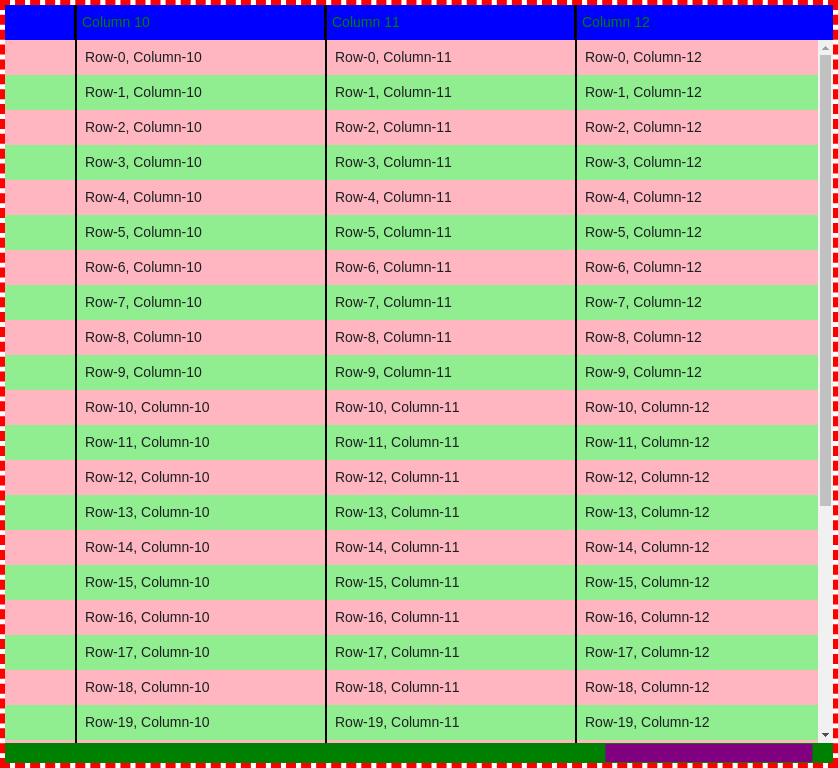 Column 10 Column 11 Column 12
Row-0, Column-10 Row-0, Column-11 Row-0, Column-12
Row-1, Column-10 Row-1, Column-11 Row-1, Column-12
Row-2, Column-10 Row-2, Column-11 Row-2, Column-12
Row-3, Column-10 Row-3, Column-11 Row-3, Column-12
Row-4, Column-10 Row-4, Column-11 Row-4, Column-12
Row-5, Column-10 Row-5, Column-11 Row-5, Column-12
Row-6, Column-10 Row-6, Column-11 Row-6, Column-12
Row-7, Column-10 Row-7, Column-11 Row-7, Column-12
Row-8, Column-10 Row-8, Column-11 Row-8, Column-12
Row-9, Column-10 Row-9, Column-11 Row-9, Column-12
Row-10, Column-10 Row-10, Column-11 Row-10, Column-12
Row-11, Column-10 Row-11, Column-11 Row-11, Column-12
Row-12, Column-10 Row-12, Column-11 Row-12, Column-12
Row-13, Column-10 Row-13, Column-11 Row-13, Column-12
Row-14, Column-10 Row-14, Column-11 Row-14, Column-12
Row-15, Column-10 Row-15, Column-11 Row-15, Column-12
Row-16, Column-10 Row-16, Column-11 Row-16, Column-12
Row-17, Column-10 Row-17, Column-11 Row-17, Column-12
Row-18, Column-10 Row-18, Column-11 Row-18, Column-12
Row-19, Column-10 Row-19, Column-11 Row-19, Column-12